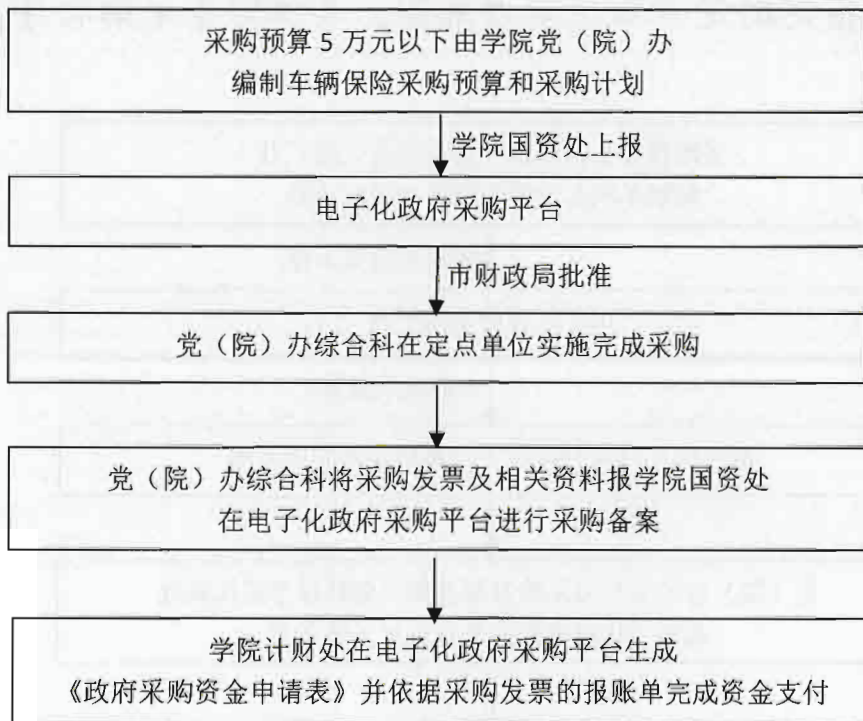 采购预算 5 万元以下由学院党（院）办
编制车辆保险采购预算和采购计划
学院国资处上报
电子化政府采购平台
市财政局批准
党（院）办综合科在定点单位实施完成采购
党（院）办综合科将采购发票及相关资料报学院国资处
在电子化政府采购平台进行采购备案
学院计财处在电子化政府采购平台生成
《政府采购资金申请表》并依据采购发票的报账单完成资金支付